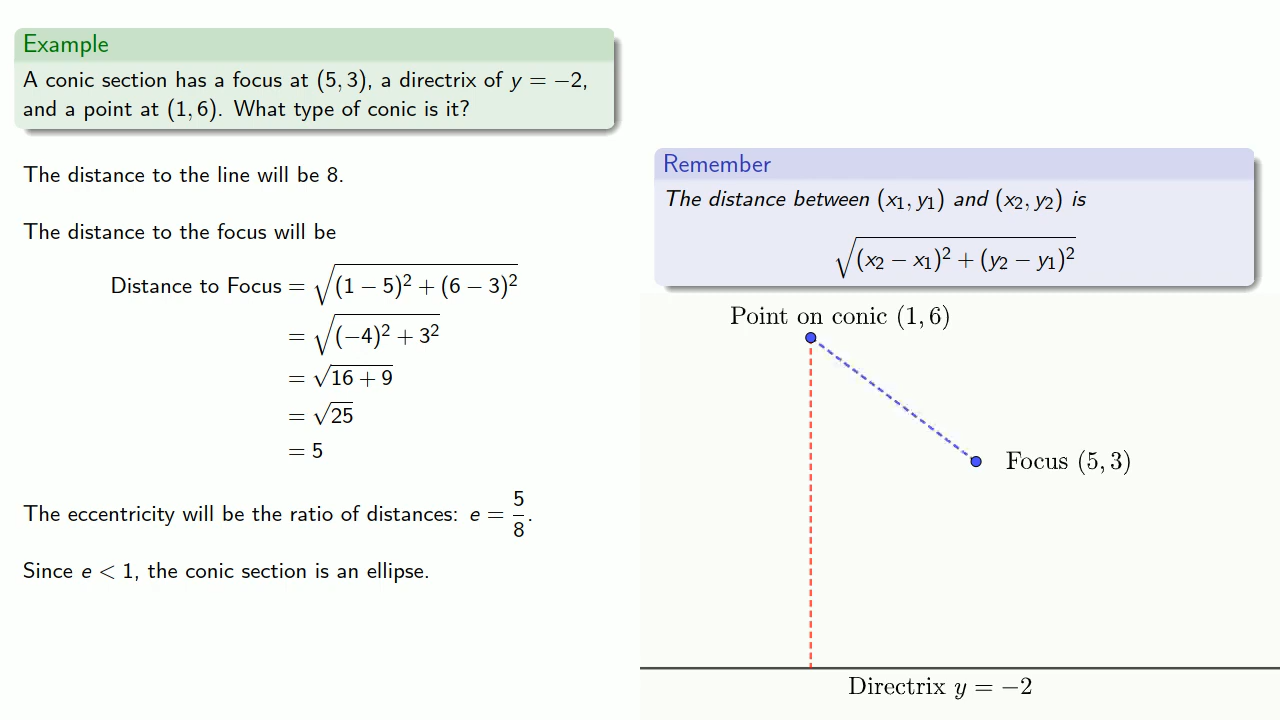 Example
A conic section has a focus at (5, 3), a directrix of y = −2,
and a point at (1, 6). What type of conic is it?
The distance to the line will be 8.
The distance to the focus will be
Distance to Focus = √((1 − 5)² + (6 − 3)²)
= √((−4)² + 3²)
= √(16 + 9)
= √25
= 5
The eccentricity will be the ratio of distances: e = 5/8.
Since e < 1, the conic section is an ellipse.
Remember
The distance between (x₁, y₁) and (x₂, y₂) is
√((x₂ − x₁)² + (y₂ − y₁)²)
Point on conic (1, 6)
Focus (5, 3)
Directrix y = −2